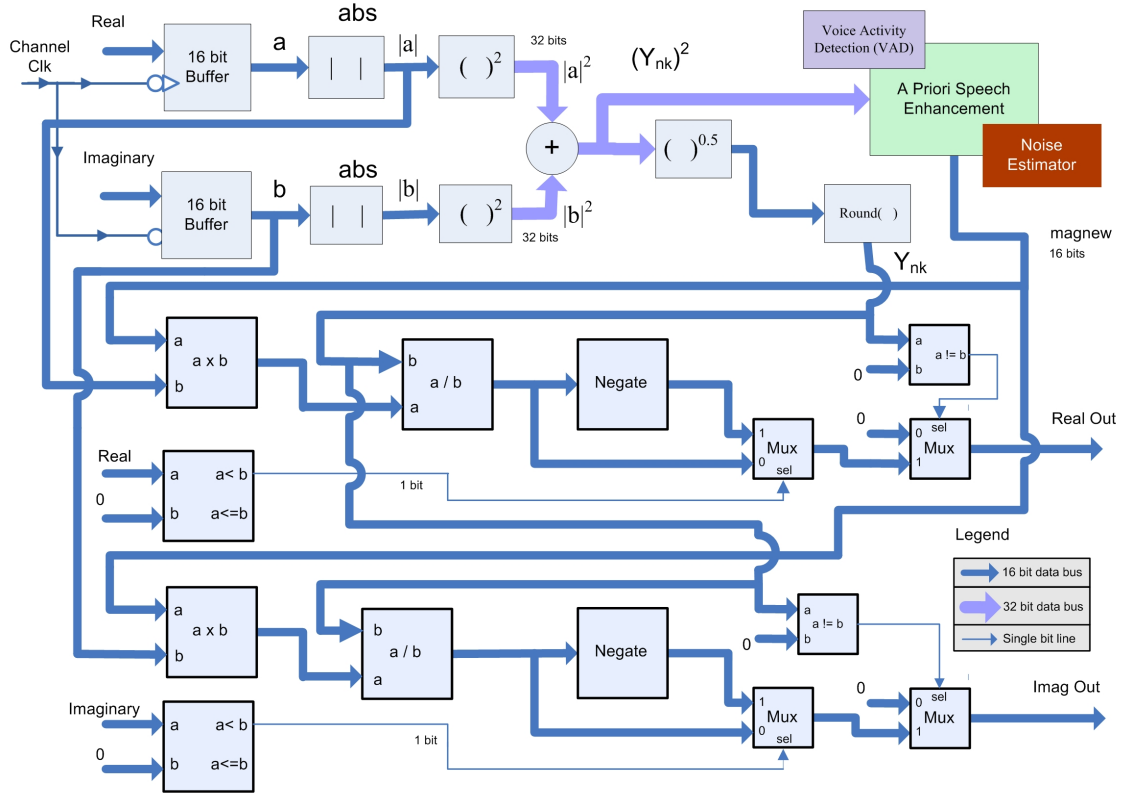 Real
Channel
Clk
16 bit
Buffer
a
abs
| |
|a|
( )²
32 bits
|a|²
(Yₙₖ)²
Voice Activity
Detection (VAD)
A Priori Speech
Enhancement
Noise
Estimator
Imaginary
16 bit
Buffer
b
abs
| |
|b|
( )²
32 bits
|b|²
+
( )⁰·⁵
Round( )
Yₙₖ
magnew
16 bits
a
b
a x b
b
a
a / b
Negate
a
b
a != b
0
1
0
Mux
sel
0
0
sel
Mux
1
Real Out
Real
0
a
b
a< b
a<=b
1 bit
Legend
16 bit data bus
32 bit data bus
Single bit line
a
b
a x b
b
a
a / b
Negate
a
b
a != b
0
1
0
Mux
sel
0
0
sel
Mux
1
Imag Out
Imaginary
0
a
b
a< b
a<=b
1 bit